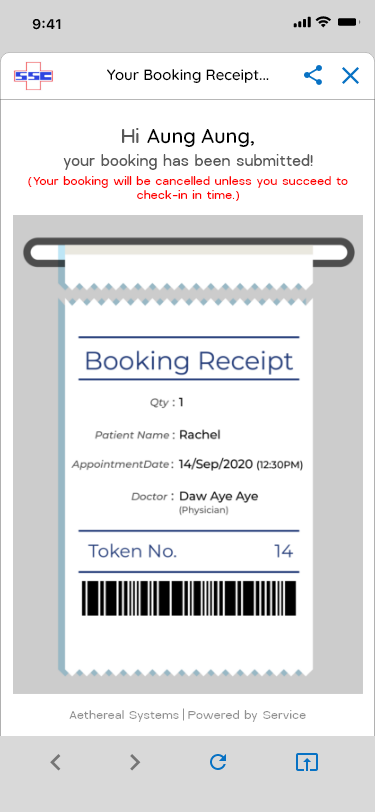 9:41
SSC
Your Booking Receipt...
Hi Aung Aung,
your booking has been submitted!
(Your booking will be cancelled unless you succeed to
check-in in time.)
Booking Receipt
Qty : 1
Patient Name : Rachel
AppointmentDate : 14/Sep/2020 (12:30PM)
Doctor : Daw Aye Aye
(Physician)
Token No. 14
Aethereal Systems | Powered by Service